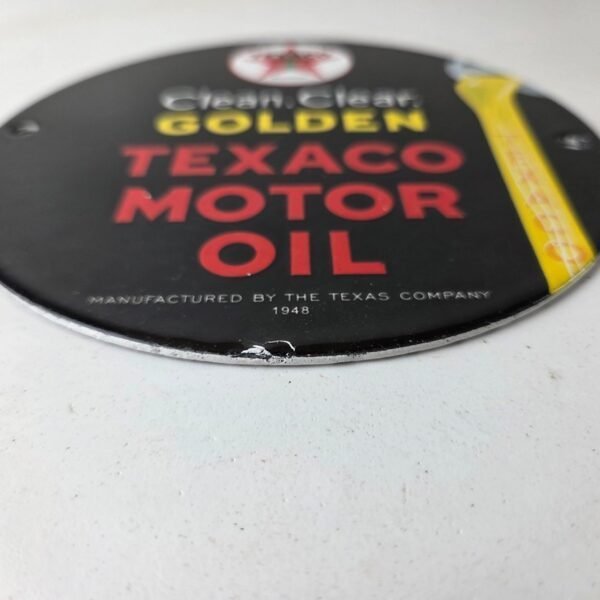 Clean, Clear,
GOLDEN
TEXACO
MOTOR
OIL
MANUFACTURED BY THE TEXAS COMPANY
1948